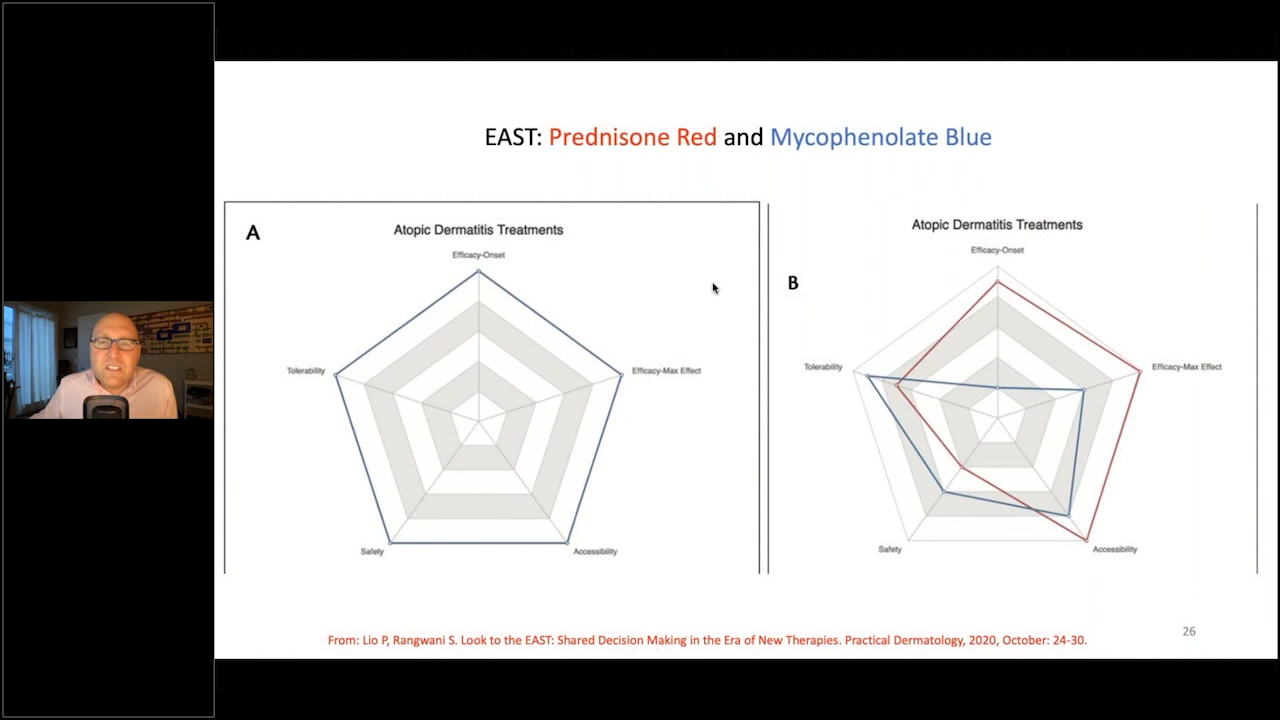 EAST: Prednisone Red and Mycophenolate Blue
A
Atopic Dermatitis Treatments
Efficacy-Onset
Tolerability
Efficacy-Max Effect
Safety
Accessibility
B
Atopic Dermatitis Treatments
Efficacy-Onset
Tolerability
Efficacy-Max Effect
Safety
Accessibility
From: Lio P, Rangwani S. Look to the EAST: Shared Decision Making in the Era of New Therapies. Practical Dermatology, 2020, October: 24-30.
26